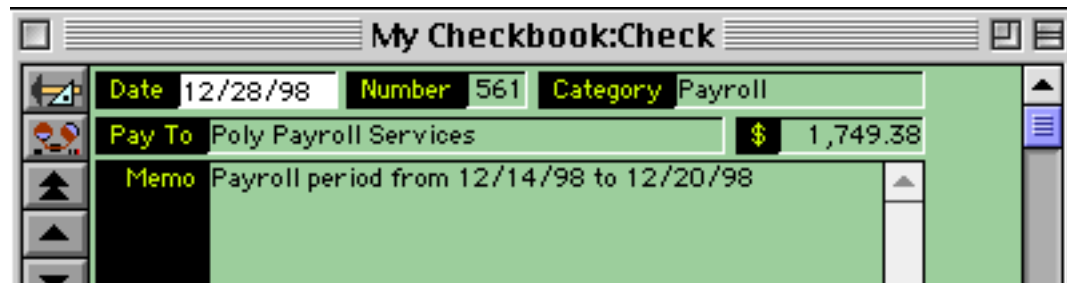 My Checkbook:Check
Date 12/28/98 Number 561 Category Payroll
Pay To Poly Payroll Services $ 1,749.38
Memo Payroll period from 12/14/98 to 12/20/98